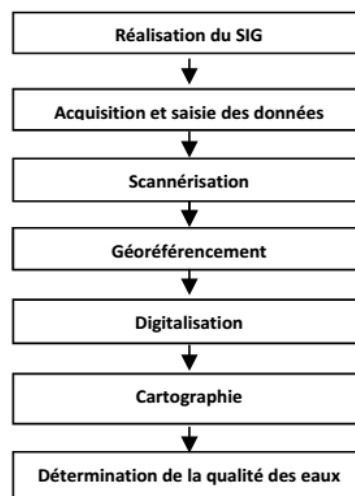 Réalisation du SIG
Acquisition et saisie des données
Scannérisation
Géoréférencement
Digitalisation
Cartographie
Détermination de la qualité des eaux